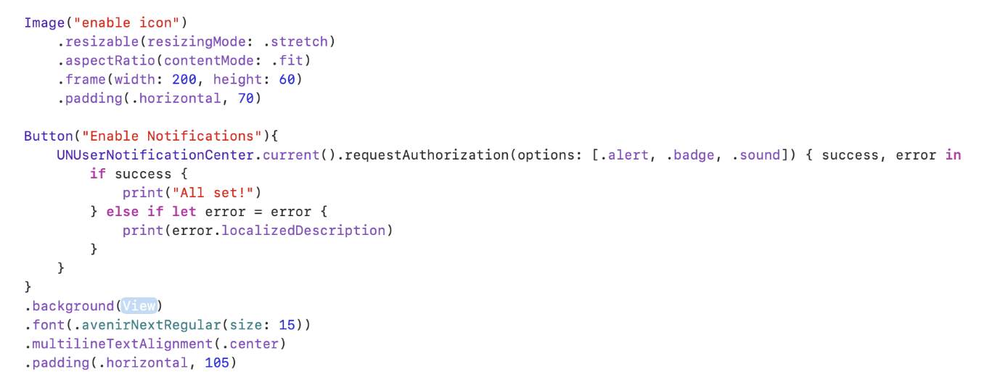 Image("enable icon")
    .resizable(resizingMode: .stretch)
    .aspectRatio(contentMode: .fit)
    .frame(width: 200, height: 60)
    .padding(.horizontal, 70)

Button("Enable Notifications"){
    UNUserNotificationCenter.current().requestAuthorization(options: [.alert, .badge, .sound]) { success, error in
        if success {
            print("All set!")
        } else if let error = error {
            print(error.localizedDescription)
        }
    }
}
.background(View)
.font(.avenirNextRegular(size: 15))
.multilineTextAlignment(.center)
.padding(.horizontal, 105)